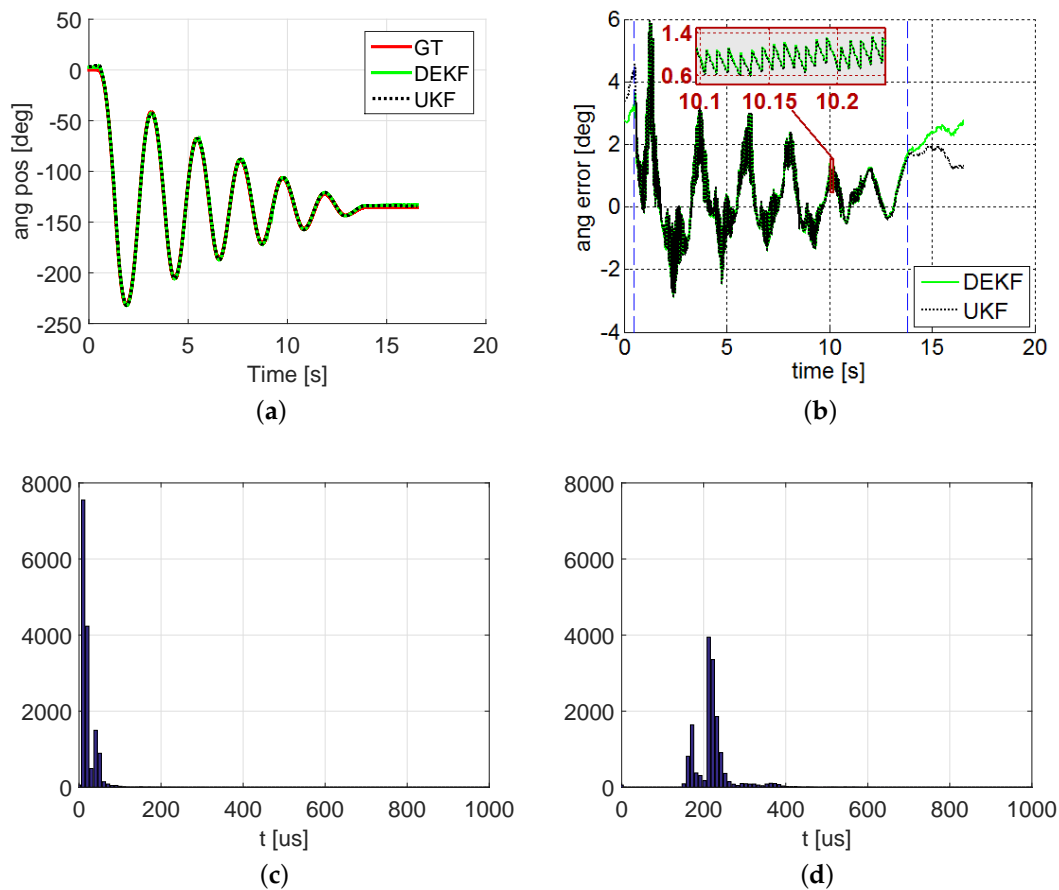 50
0
-50
-100
-150
-200
-250
ang pos [deg]
GT
DEKF
UKF
0 5 10 15 20
Time [s]
(a)
6
4
2
0
-2
-4
ang error [deg]
1.4
0.6
10.1 10.15 10.2
DEKF
UKF
0 5 10 15 20
time [s]
(b)
8000
6000
4000
2000
0
0 200 400 600 800 1000
t [us]
(c)
8000
6000
4000
2000
0
0 200 400 600 800 1000
t [us]
(d)